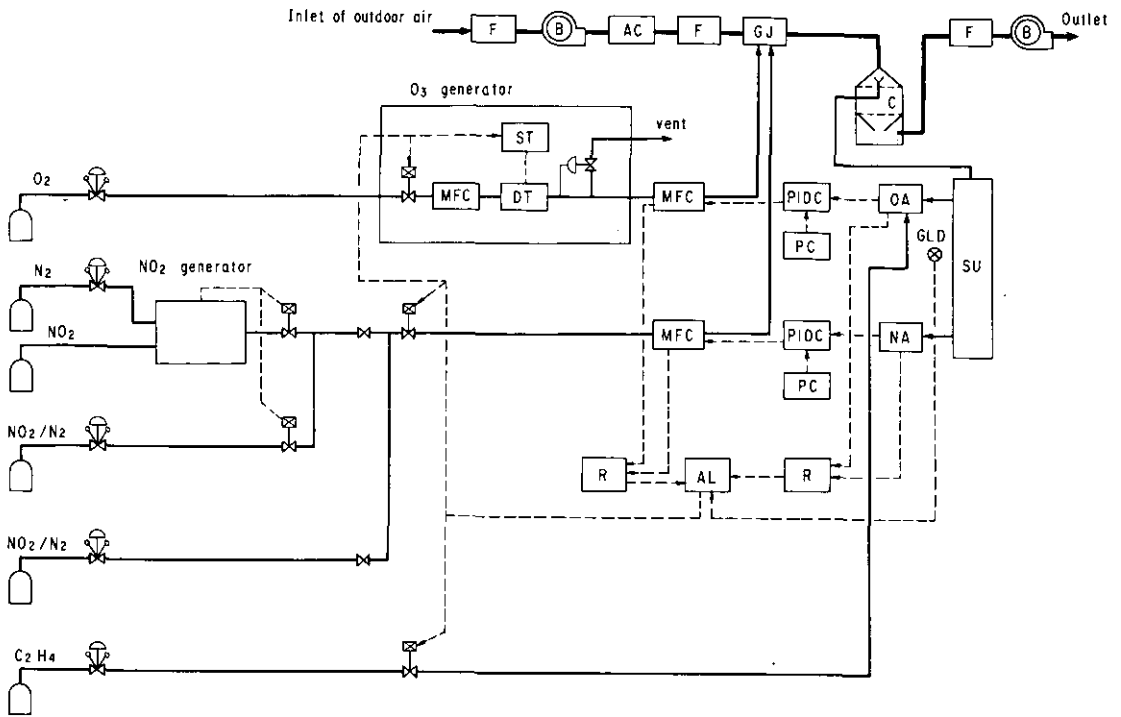 Inlet of outdoor air
Outlet
F
B
AC
F
GJ
F
B
C
O3 generator
ST
vent
O2
MFC
DT
MFC
PIDC
OA
PC
GLD
SU
N2
NO2 generator
NO2
MFC
PIDC
NA
PC
NO2/N2
R
AL
R
NO2/N2
C2H4